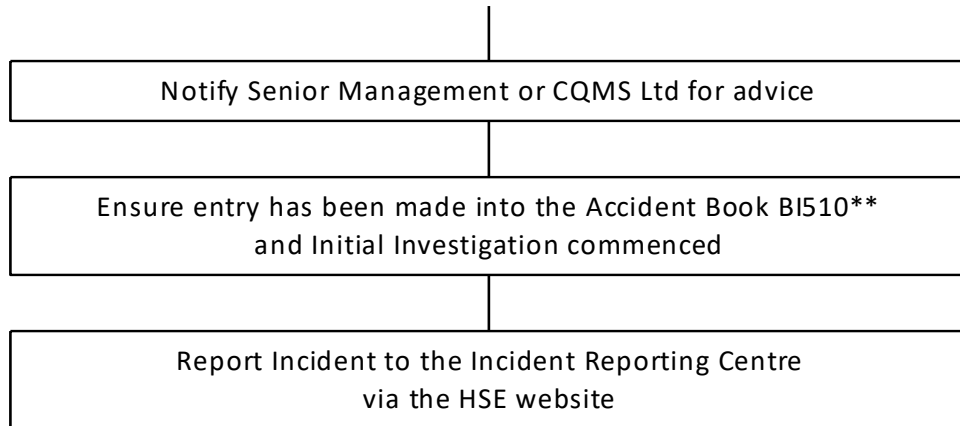 Notify Senior Management or CQMS Ltd for advice
Ensure entry has been made into the Accident Book BI510**
and Initial Investigation commenced
Report Incident to the Incident Reporting Centre
via the HSE website